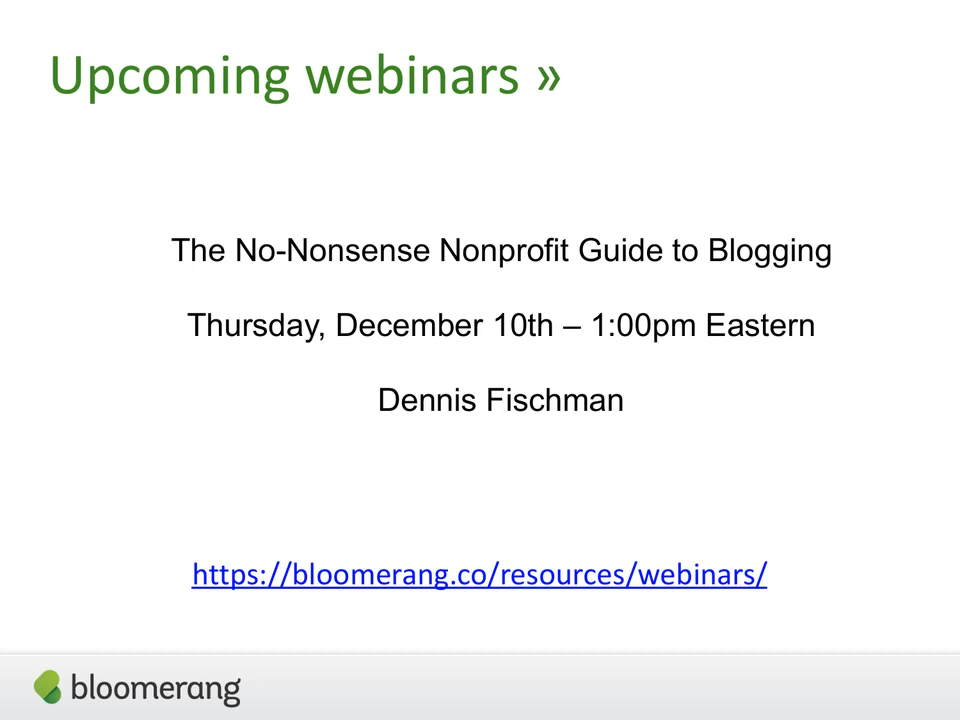 Upcoming webinars »
The No-Nonsense Nonprofit Guide to Blogging
Thursday, December 10th – 1:00pm Eastern
Dennis Fischman
https://bloomerang.co/resources/webinars/
bloomerang